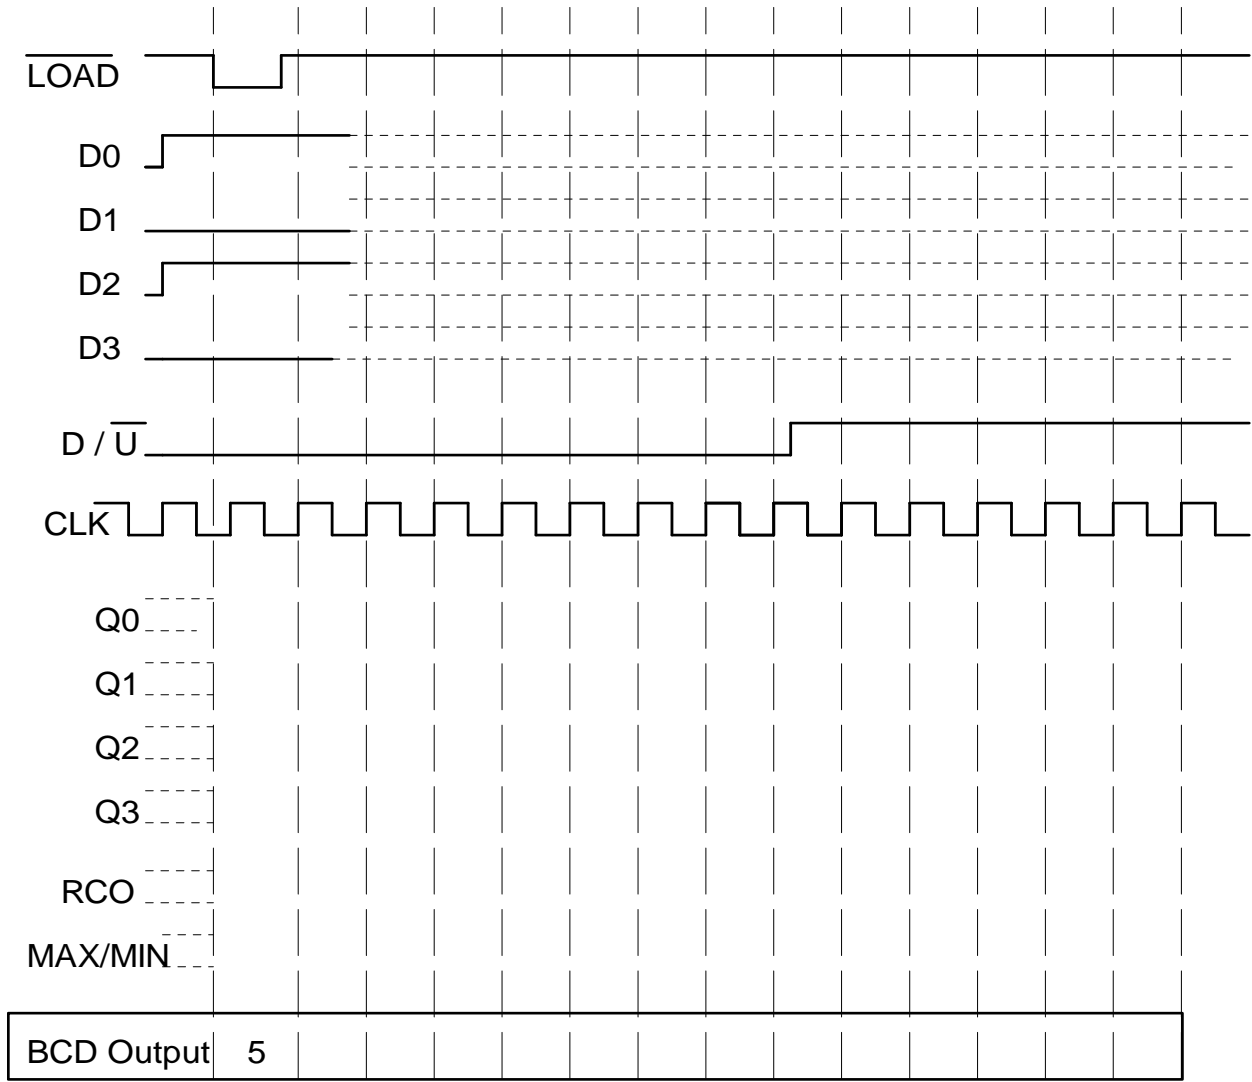 LOAD
D0
D1
D2
D3
D / U
CLK
Q0
Q1
Q2
Q3
RCO
MAX/MIN
BCD Output 5